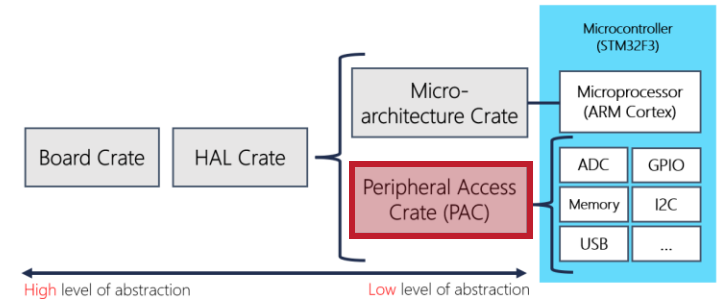 Microcontroller
(STM32F3)
Micro-
architecture Crate
Microprocessor
(ARM Cortex)
Board Crate
HAL Crate
Peripheral Access
Crate (PAC)
ADC
GPIO
Memory
I2C
USB
...
High level of abstraction
Low level of abstraction